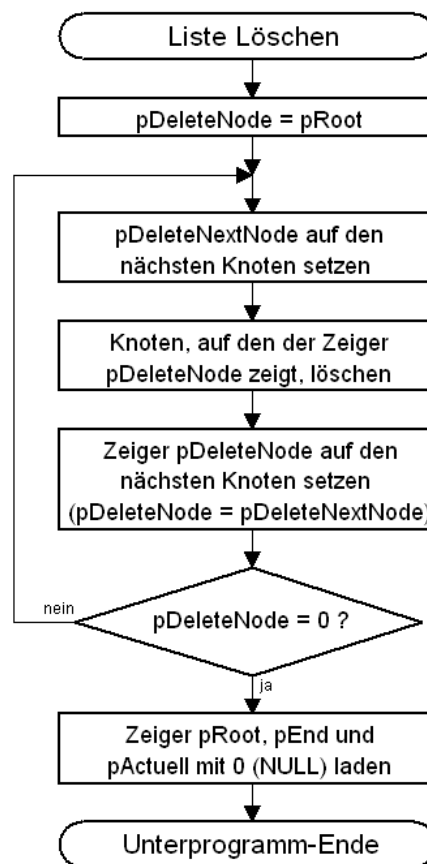 Liste Löschen
pDeleteNode = pRoot
pDeleteNextNode auf den
nächsten Knoten setzen
Knoten, auf den der Zeiger
pDeleteNode zeigt, löschen
Zeiger pDeleteNode auf den
nächsten Knoten setzen
(pDeleteNode = pDeleteNextNode)
nein
pDeleteNode = 0 ?
ja
Zeiger pRoot, pEnd und
pActuell mit 0 (NULL) laden
Unterprogramm-Ende